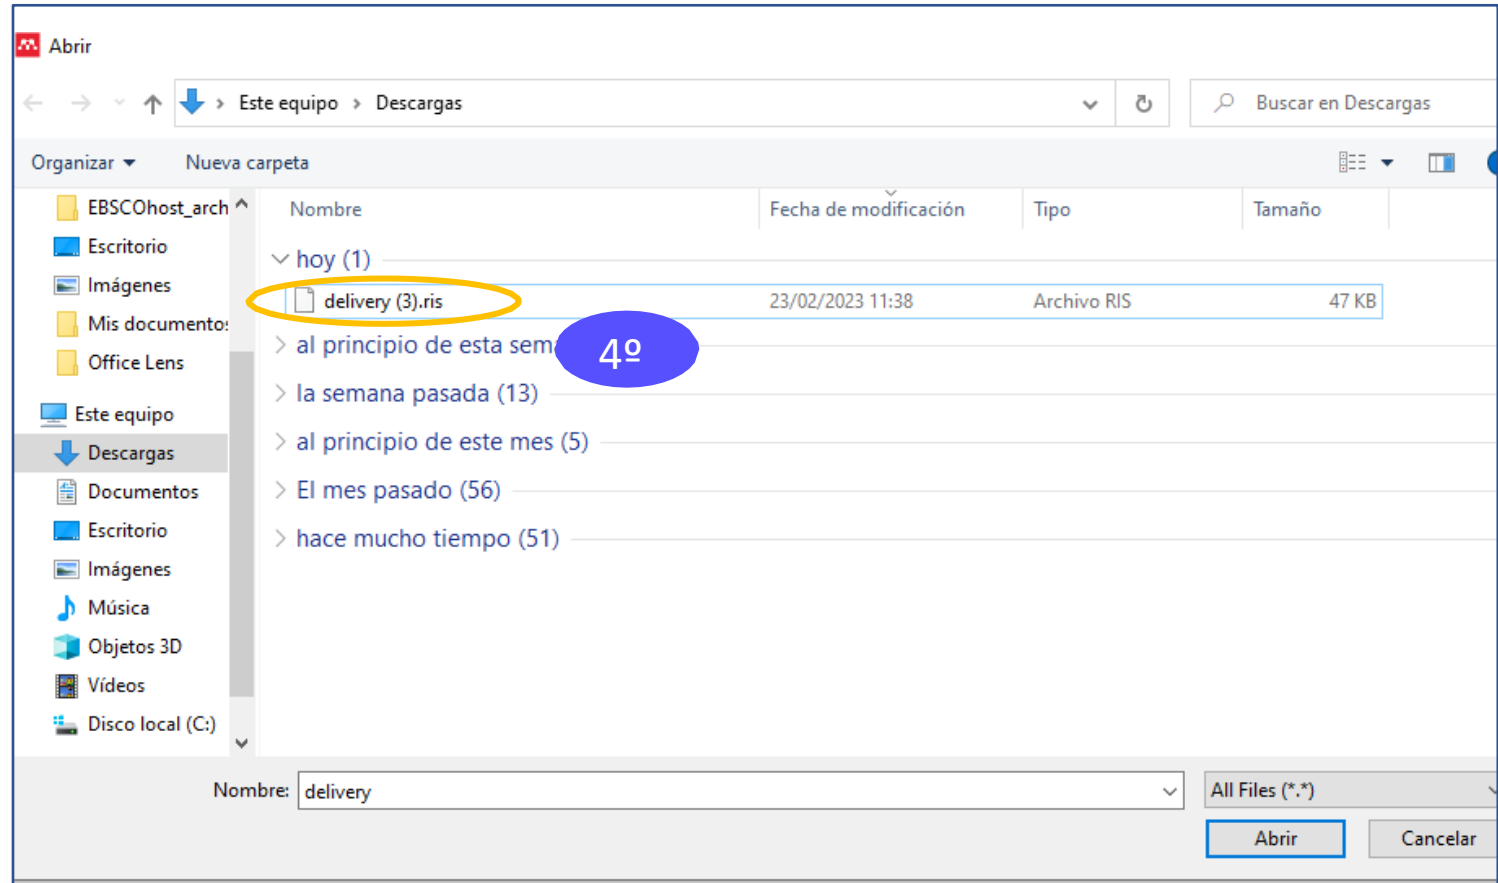 Abrir
Este equipo > Descargas
Buscar en Descargas
Organizar
Nueva carpeta
EBSCOhost_arch
Escritorio
Imágenes
Mis documentos
Office Lens
Este equipo
Descargas
Documentos
Escritorio
Imágenes
Música
Objetos 3D
Vídeos
Disco local (C:)
Nombre Fecha de modificación Tipo Tamaño
hoy (1)
delivery (3).ris 23/02/2023 11:38 Archivo RIS 47 KB
al principio de esta sem
4º
la semana pasada (13)
al principio de este mes (5)
El mes pasado (56)
hace mucho tiempo (51)
Nombre: delivery
All Files (*.*)
Abrir Cancelar